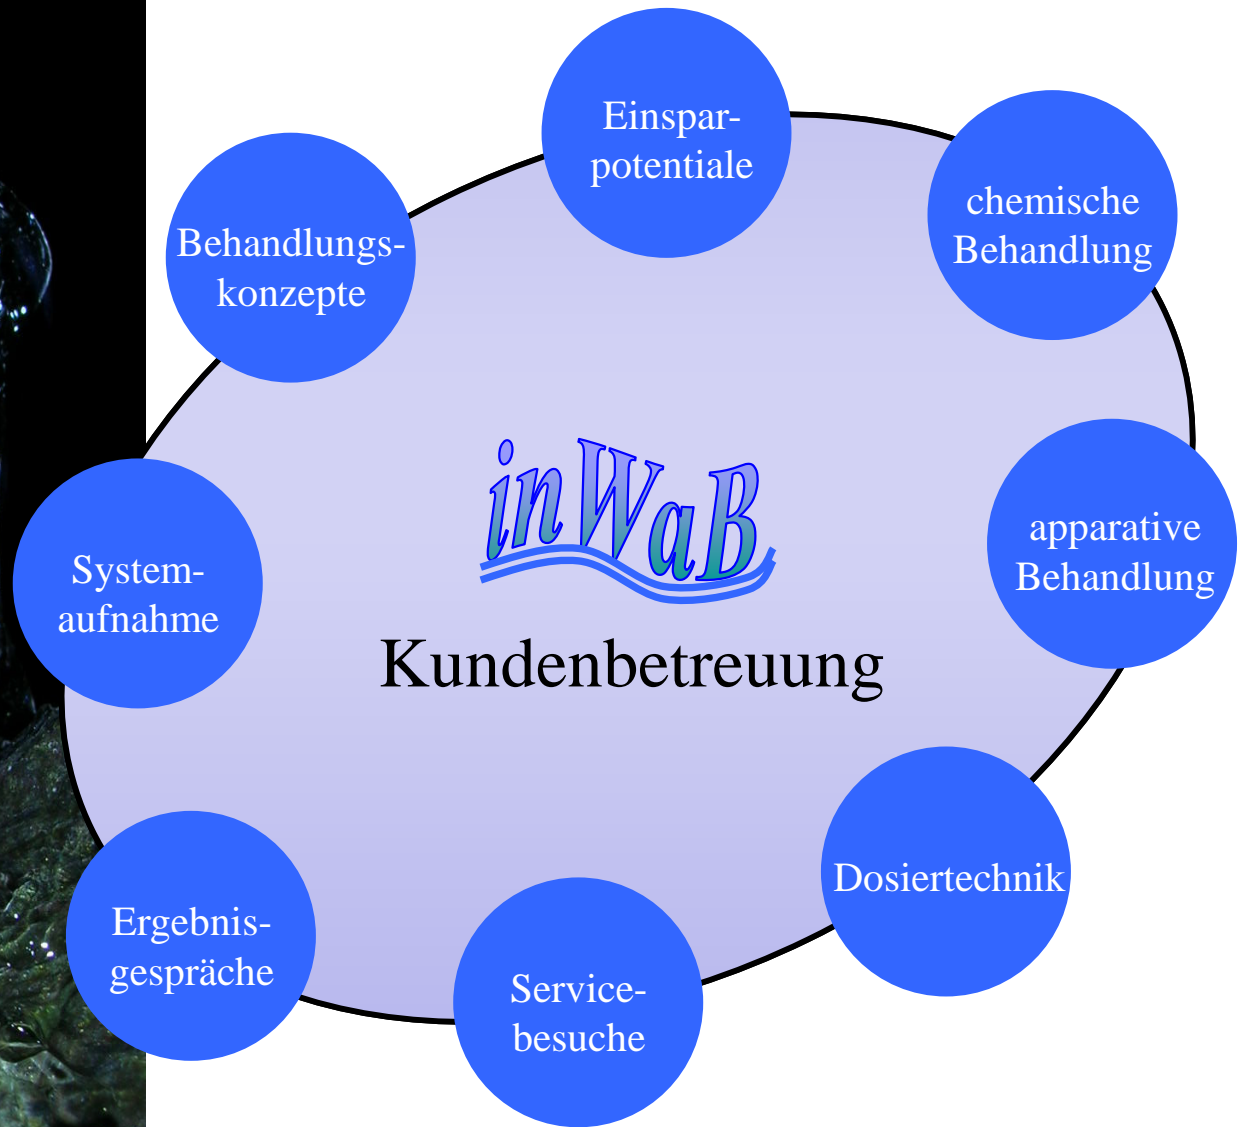 Einspar-
potentiale
chemische
Behandlung
Behandlungs-
konzepte
inWaB
apparative
Behandlung
System-
aufnahme
Kundenbetreuung
Dosiertechnik
Ergebnis-
gespräche
Service-
besuche